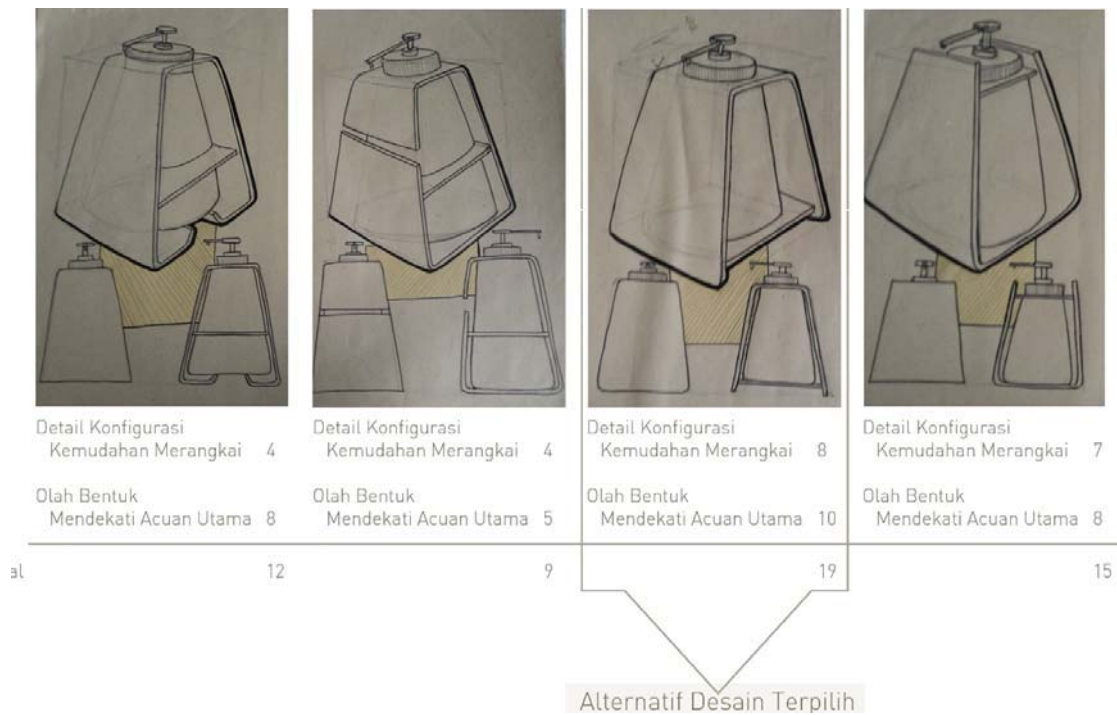 Detail Konfigurasi
Kemudahan Merangkai 4
Olah Bentuk
Mendekati Acuan Utama 8
Detail Konfigurasi
Kemudahan Merangkai 4
Olah Bentuk
Mendekati Acuan Utama 5
Detail Konfigurasi
Kemudahan Merangkai 8
Olah Bentuk
Mendekati Acuan Utama 10
Detail Konfigurasi
Kemudahan Merangkai 7
Olah Bentuk
Mendekati Acuan Utama 8
al 12 9 19 15
Alternatif Desain Terpilih